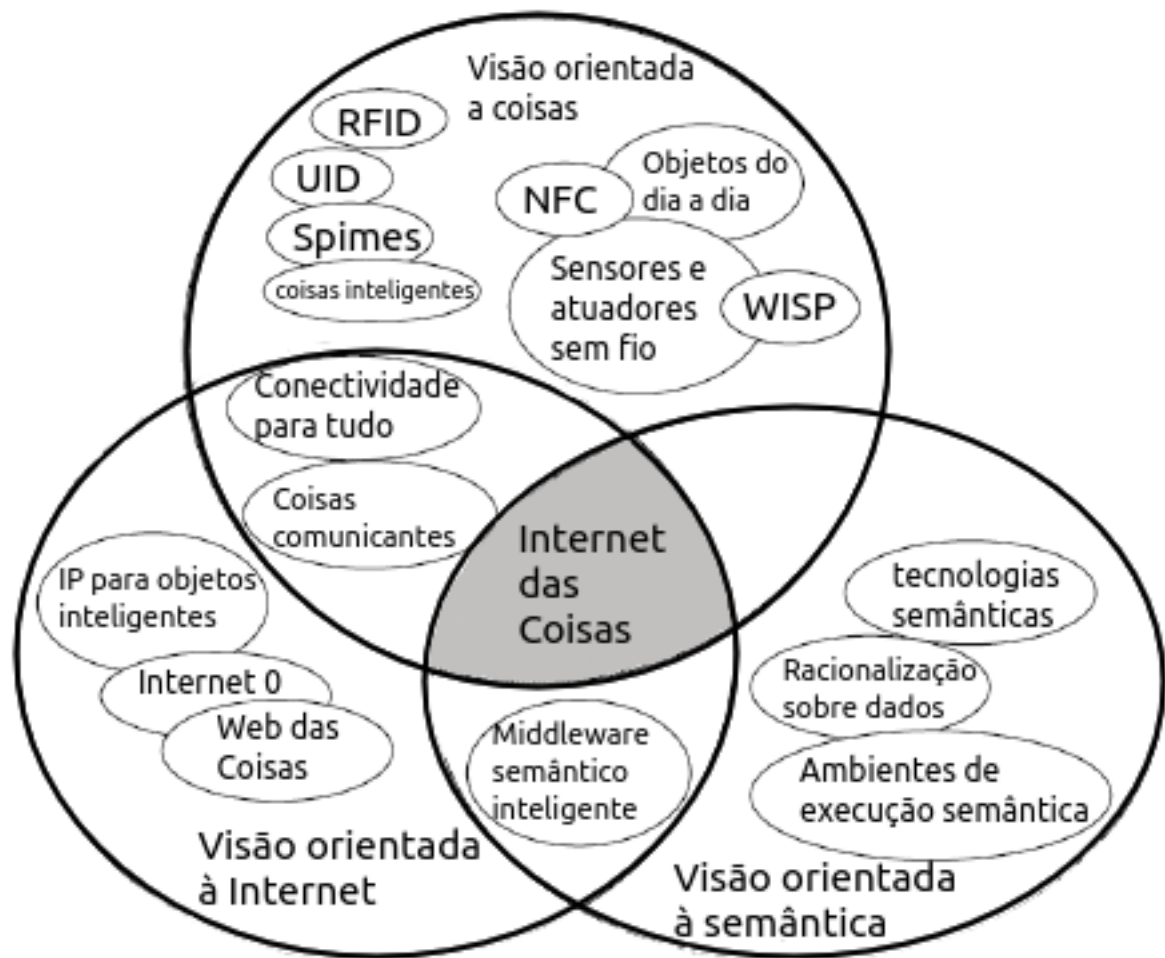 Visão orientada
a coisas
RFID
UID
Spimes
coisas inteligentes
Objetos do
dia a dia
NFC
Sensores e
atuadores
sem fio
WISP
Conectividade
para tudo
Coisas
comunicantes
Internet
das
Coisas
IP para objetos
inteligentes
Internet 0
Web das
Coisas
Visão orientada
à Internet
Middleware
semântico
inteligente
tecnologias
semânticas
Racionalização
sobre dados
Ambientes de
execução semântica
Visão orientada
à semântica